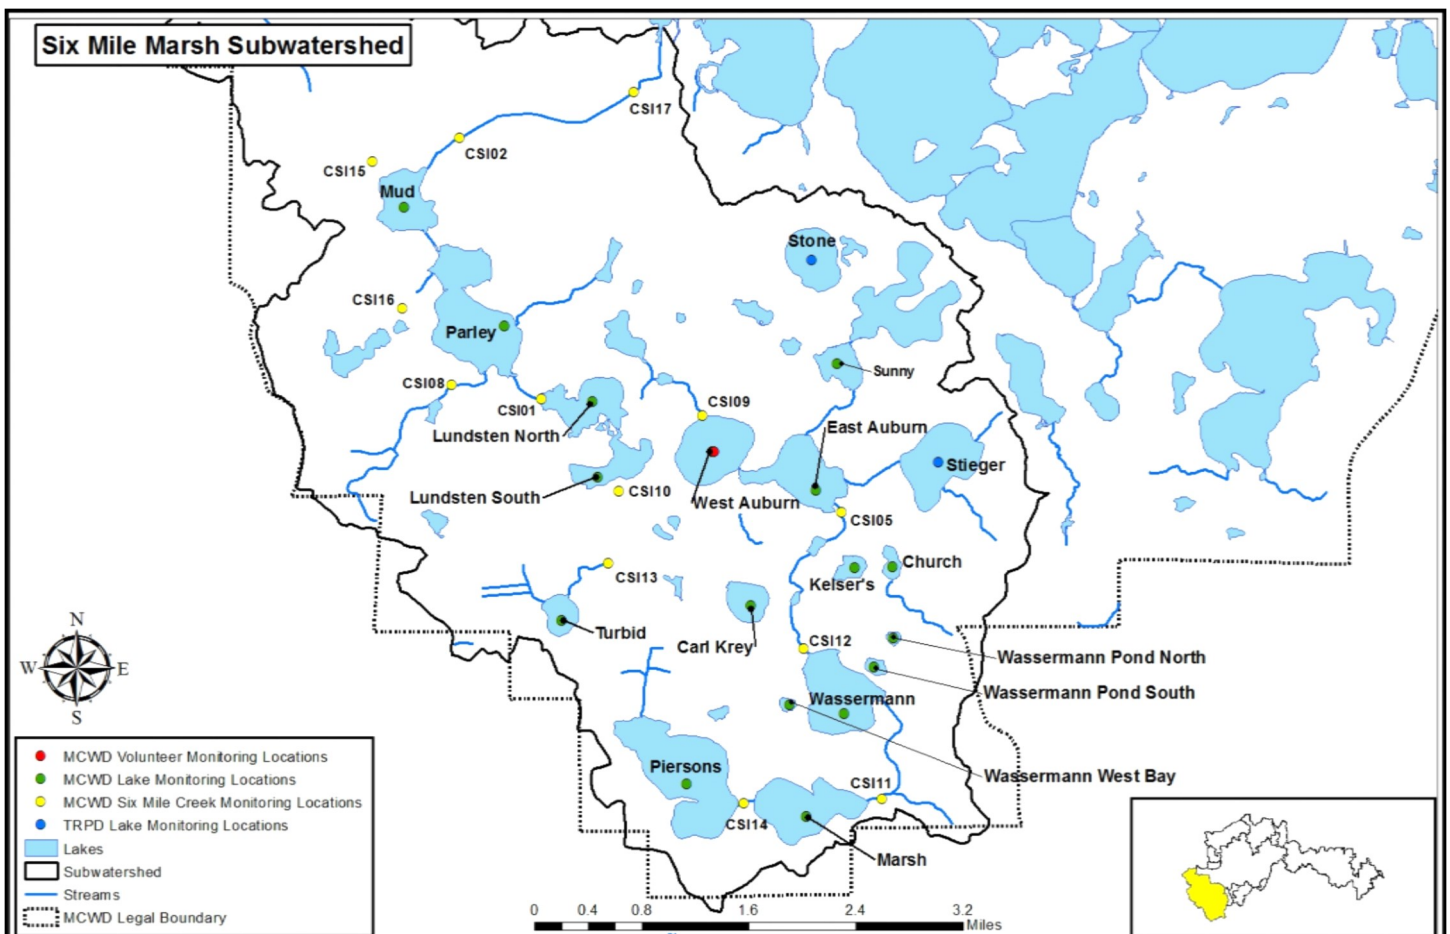 Six Mile Marsh Subwatershed
CSI17
CSI02
CSI15
Mud
Stone
CSI16
Parley
Sunny
CSI08
CSI01
CSI09
East Auburn
Lundsten North
Stieger
Lundsten South
CSI10
West Auburn
CSI05
Church
CSI13
Kelser's
Turbid
Carl Krey
CSI12
Wassermann Pond North
Wassermann Pond South
Wassermann
Piersons
Wassermann West Bay
CSI11
CSI14
Marsh
N
W
E
S
MCWD Volunteer Monitoring Locations
MCWD Lake Monitoring Locations
MCWD Six Mile Creek Monitoring Locations
TRPD Lake Monitoring Locations
Lakes
Subwatershed
Streams
MCWD Legal Boundary
0 0.4 0.8 1.6 2.4 3.2
Miles